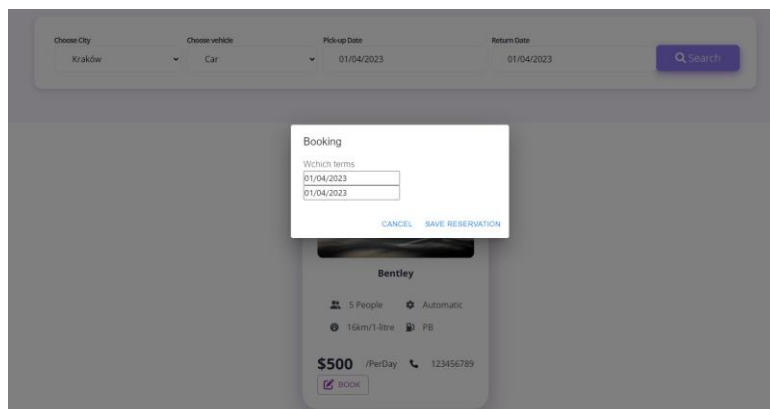 Choose City Choose vehicle Pick-up Date Return Date
Kraków Car 01/04/2023 01/04/2023 Search
Booking
Wchich terms
01/04/2023
01/04/2023
CANCEL SAVE RESERVATION
Bentley
5 People Automatic
16km/1-litre PB
$500 /PerDay 123456789
BOOK